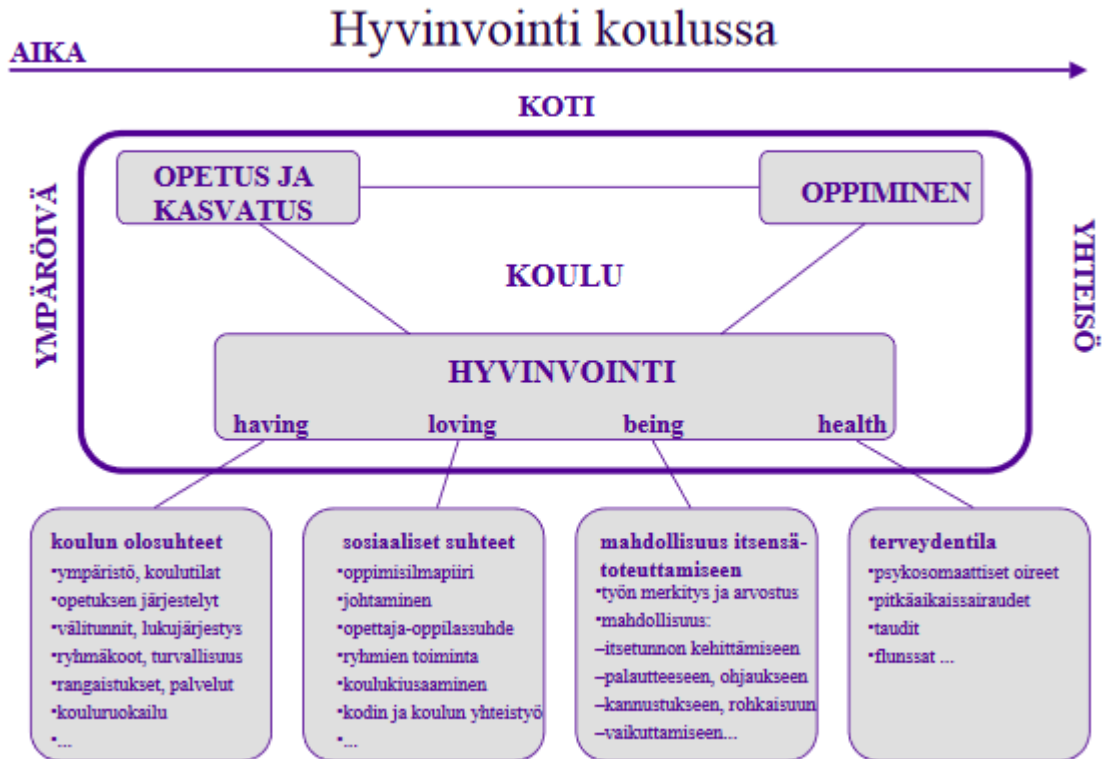 Hyvinvointi koulussa
AIKA
KOTI
YMPÄRÖIVÄ
OPETUS JA
KASVATUS
OPPIMINEN
YHTEISÖ
KOULU
HYVINVOINTI
having loving being health
koulun olosuhteet
•ympäristö, koulutilat
•opetuksen järjestelyt
•välitunnit, lukujärjestys
•ryhmäkoot, turvallisuus
•rangaistukset, palvelut
•kouluruokailu
•...
sosiaaliset suhteet
•oppimisilmapiiri
•johtaminen
•opettaja-oppilassuhde
•ryhmien toiminta
•koulukiusaaminen
•kodin ja koulun yhteistyö
•...
mahdollisuus itsensä-
toteuttamiseen
•työn merkitys ja arvostus
•mahdollisuus:
–itsetunnon kehittämiseen
–palautteeseen, ohjaukseen
–kannustukseen, rohkaisuun
–vaikuttamiseen...
terveydentila
•psykosomaattiset oireet
•pitkäaikaissairaudet
•taudit
•flunssat ...